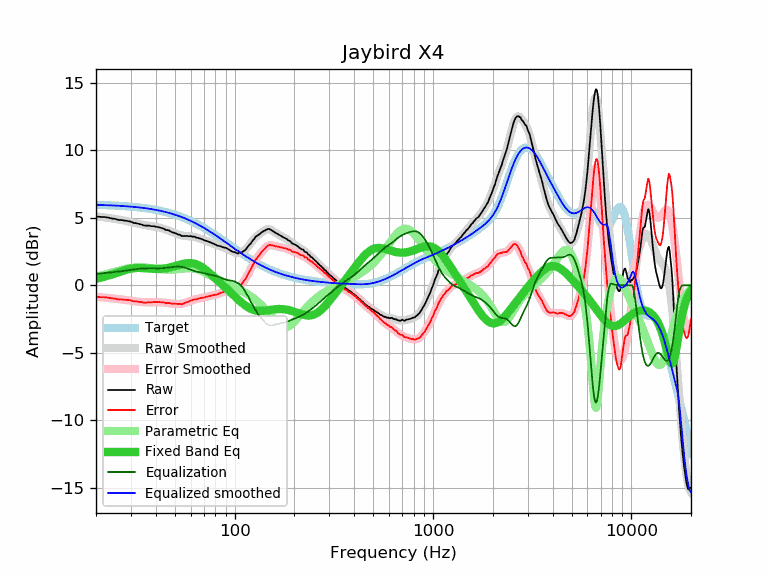 Jaybird X4
15
10
5
0
−5
−10
−15
Amplitude (dBr)
Target
Raw Smoothed
Error Smoothed
Raw
Error
Parametric Eq
Fixed Band Eq
Equalization
Equalized smoothed
100
1000
10000
Frequency (Hz)